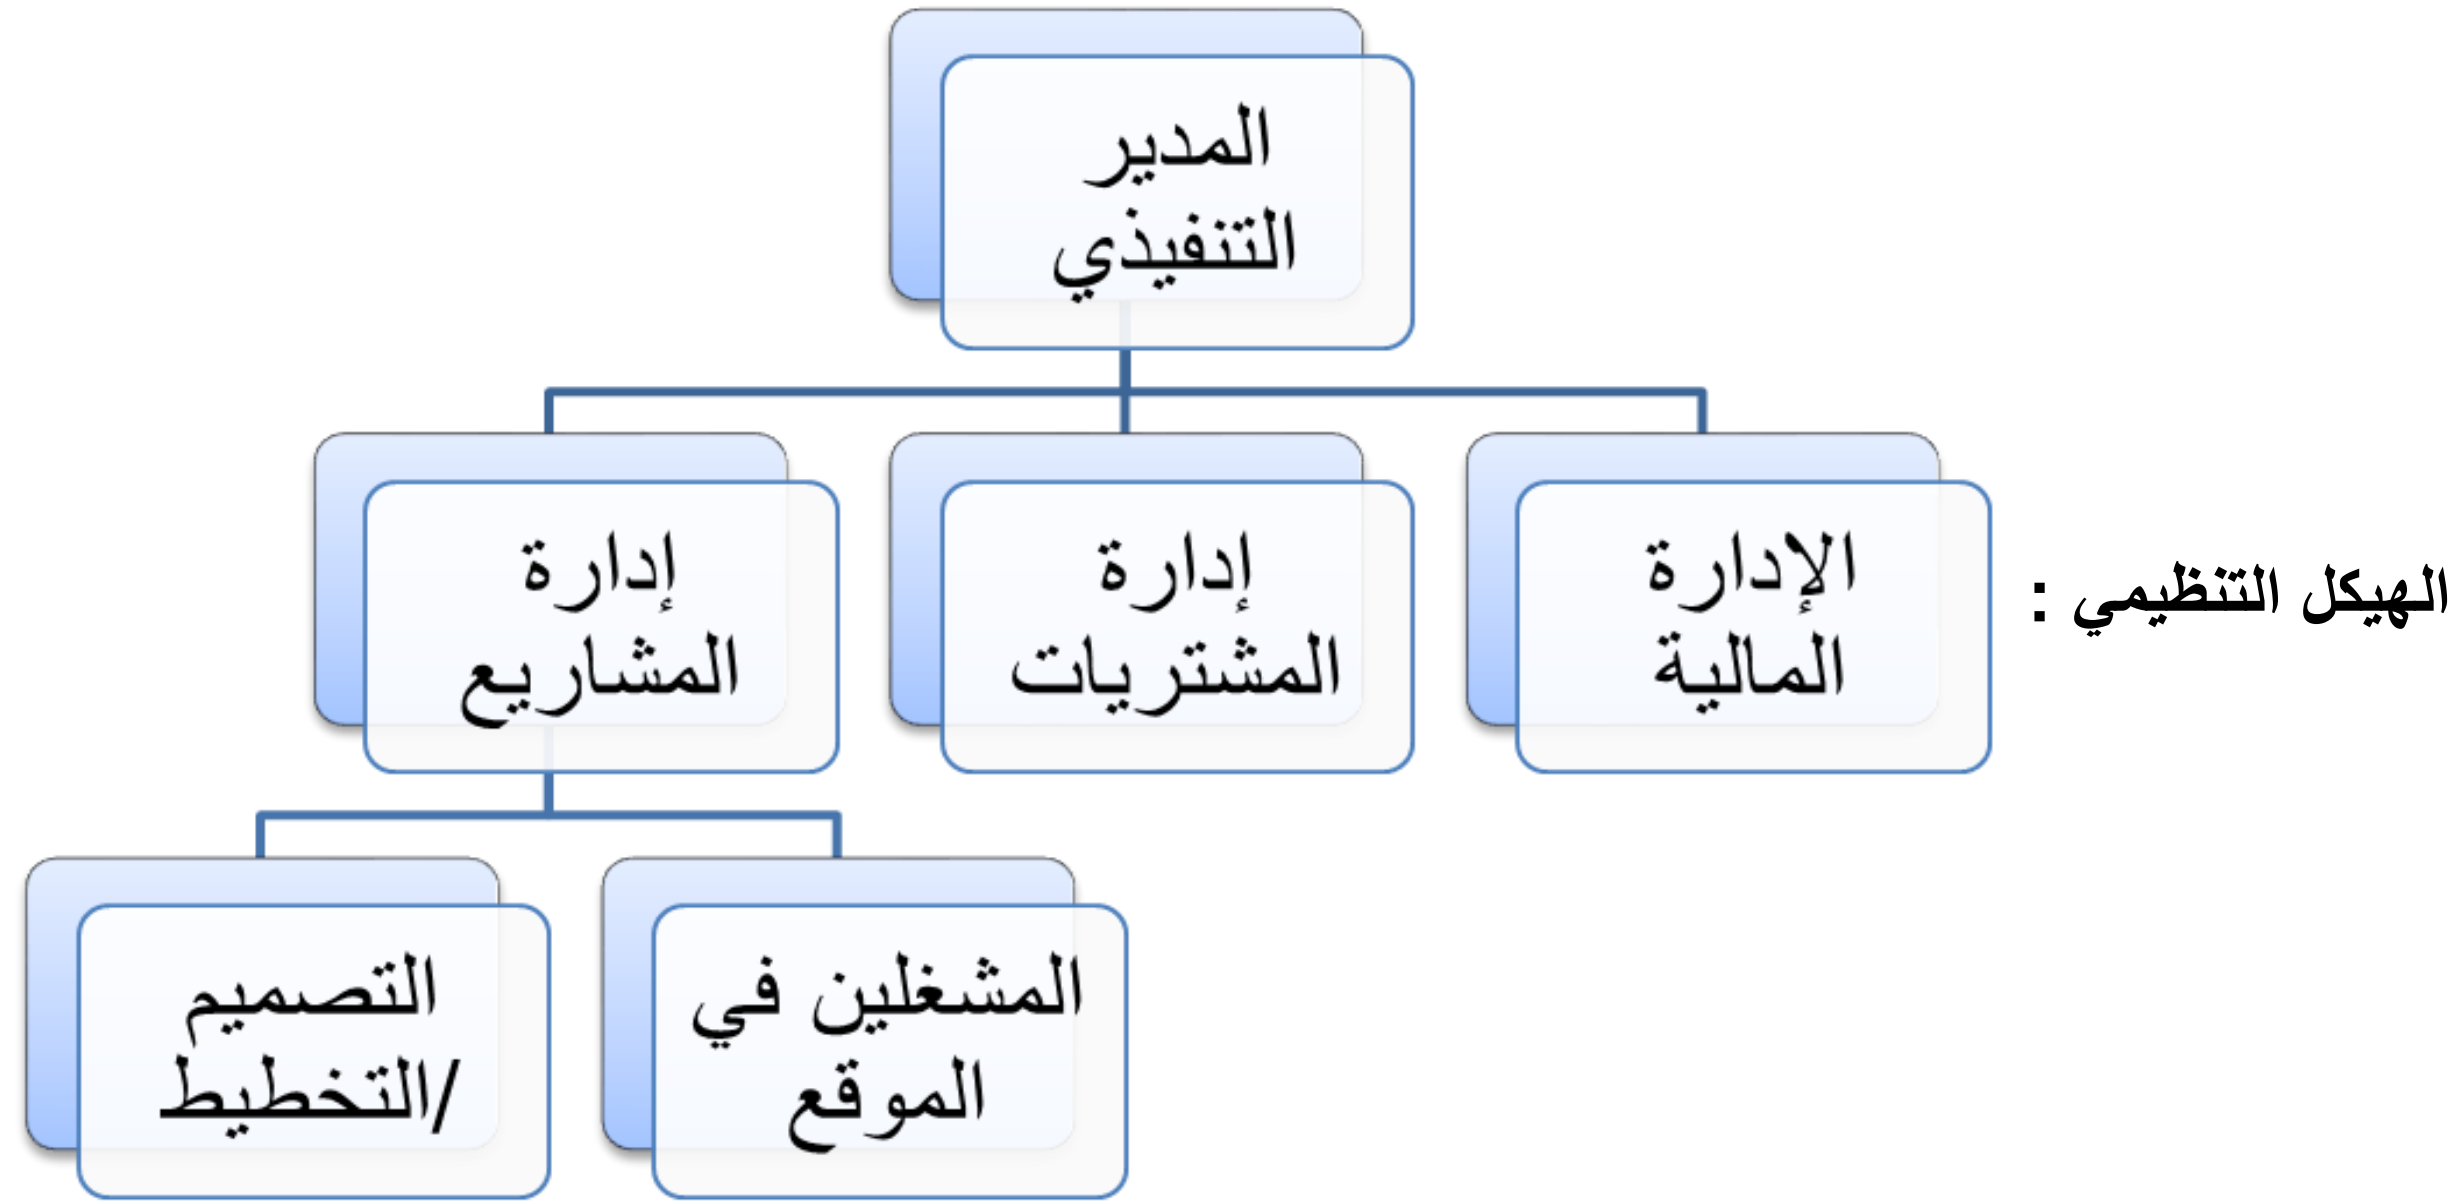 الهيكل التنظيمي :
المدير
التنفيذي
الإدارة
المالية
إدارة
المشتريات
إدارة
المشاريع
المشغلين في
الموقع
التصميم
/التخطيط